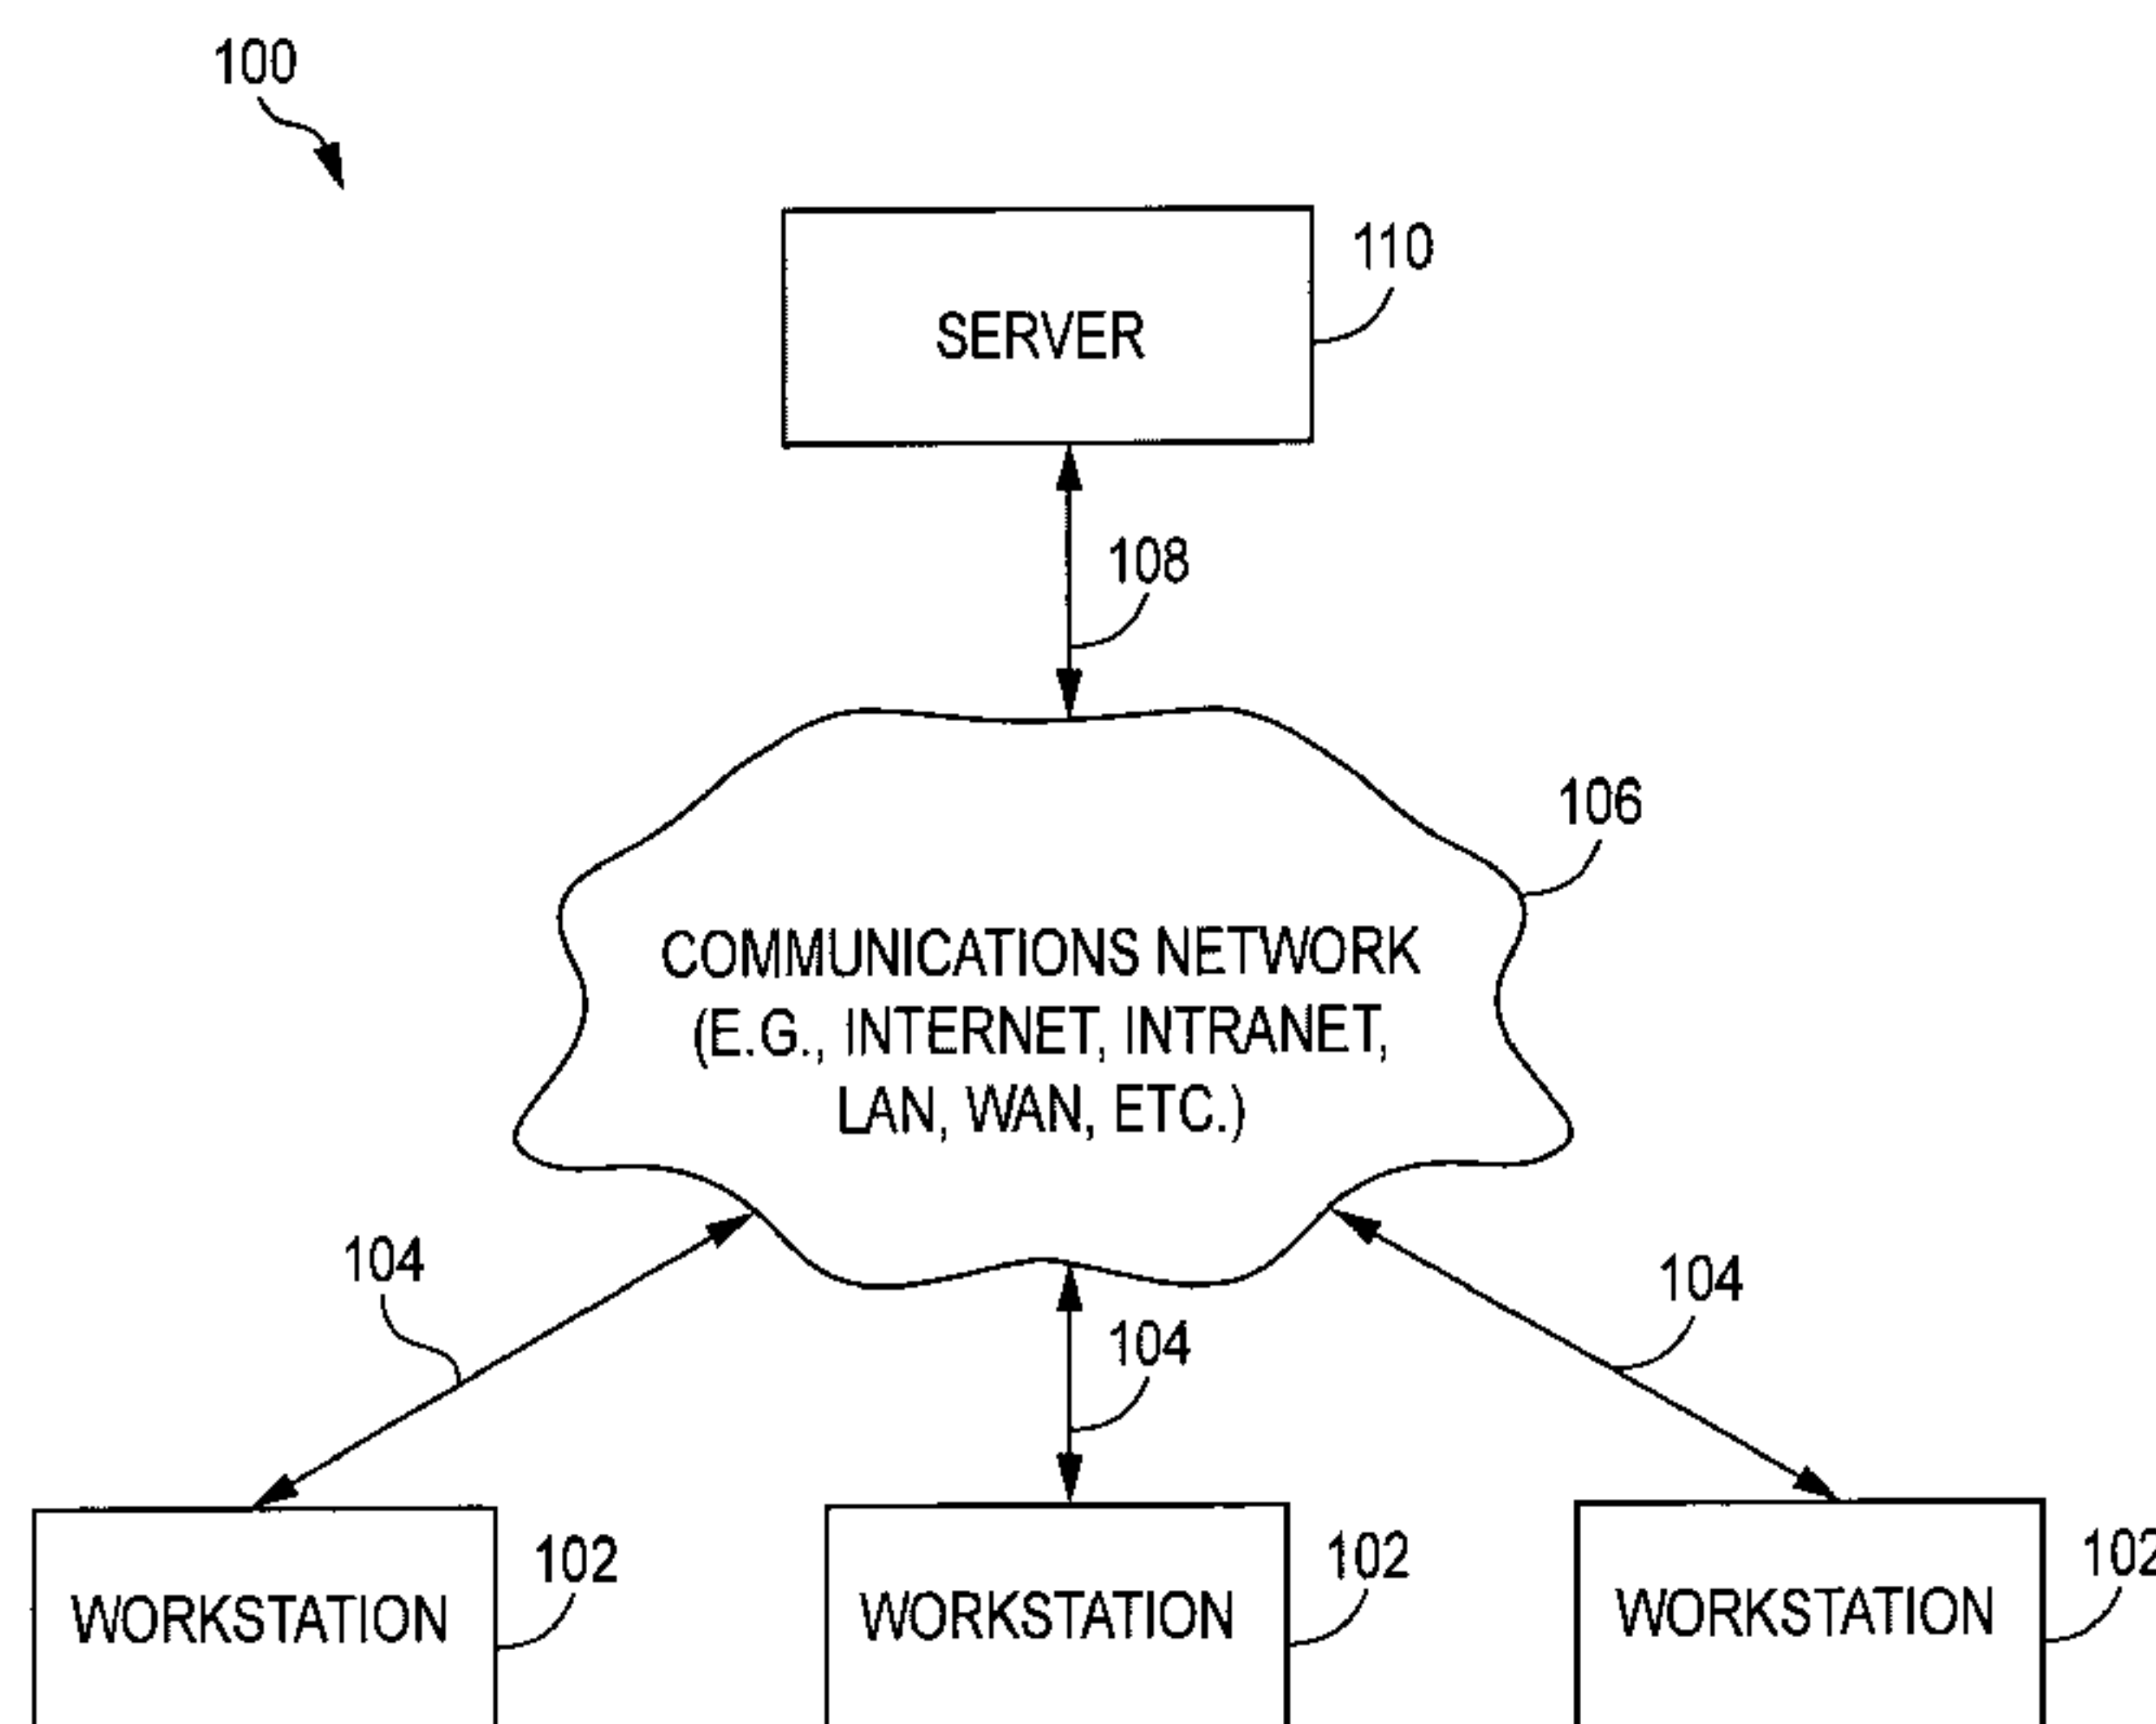 100
110
SERVER
108
106
COMMUNICATIONS NETWORK
(E.G., INTERNET, INTRANET,
LAN, WAN, ETC.)
104
104
104
102
102
102
WORKSTATION
WORKSTATION
WORKSTATION